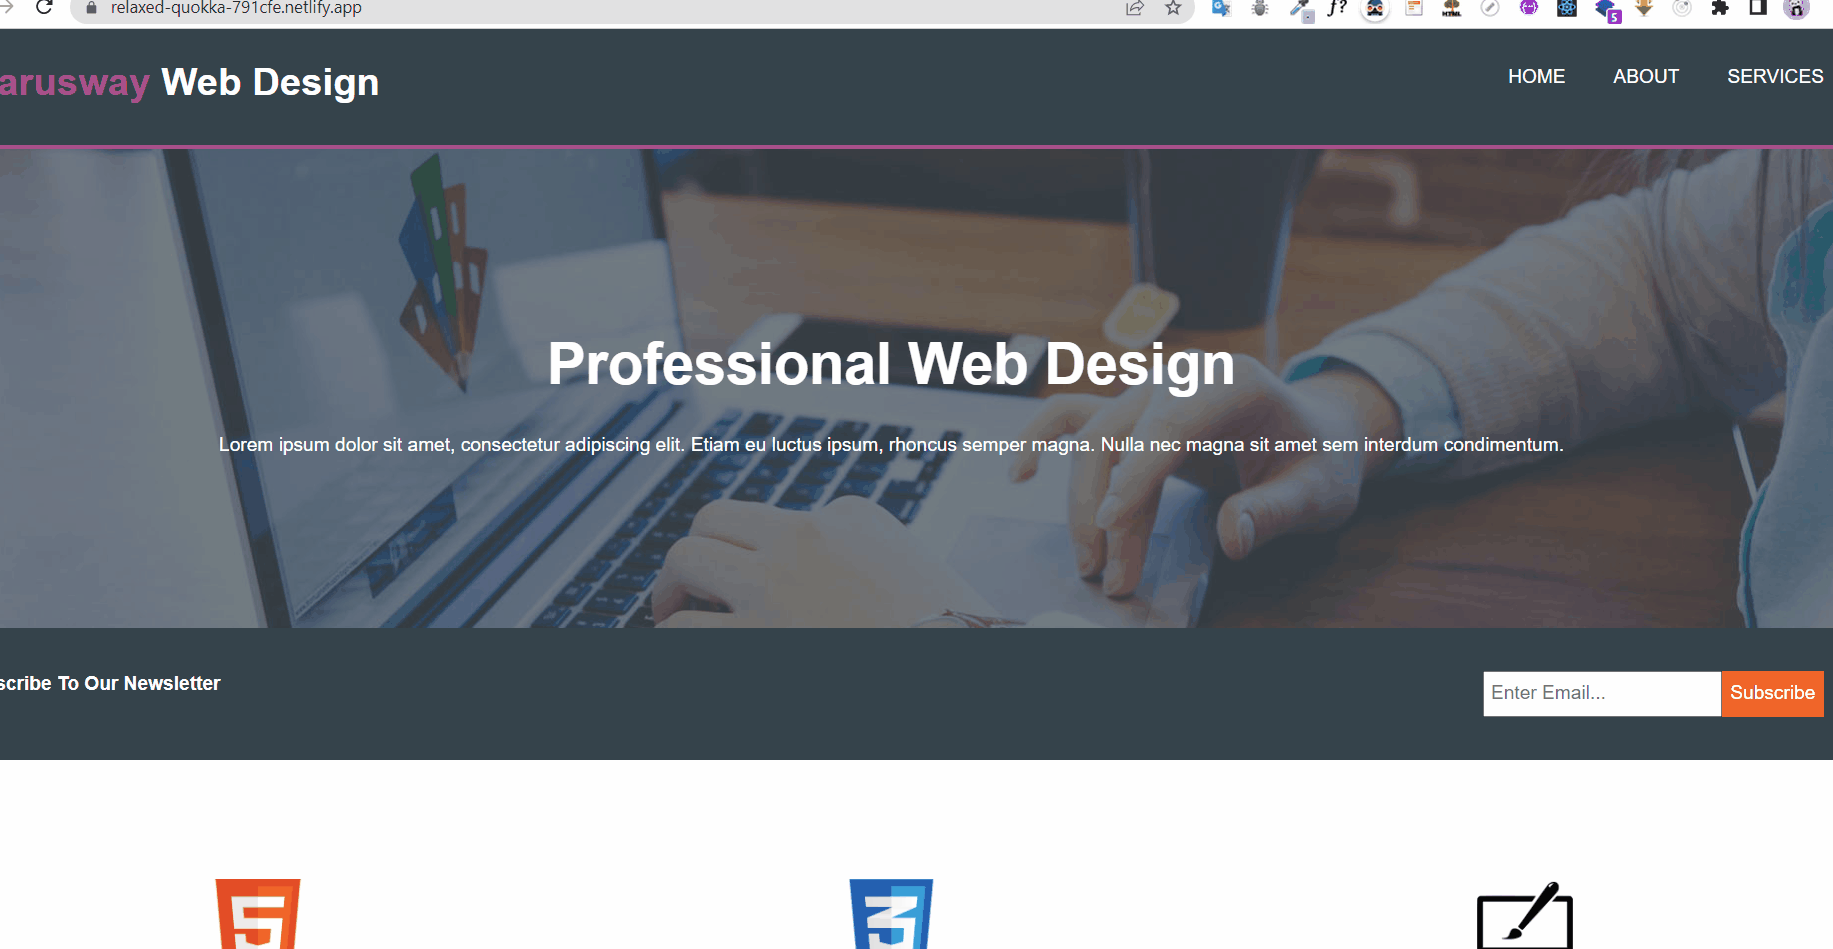 relaxed-quokka-791cfe.netlify.app
arusway Web Design
HOME ABOUT SERVICES
Professional Web Design
Lorem ipsum dolor sit amet, consectetur adipiscing elit. Etiam eu luctus ipsum, rhoncus semper magna. Nulla nec magna sit amet sem interdum condimentum.
scribe To Our Newsletter
Enter Email... Subscribe